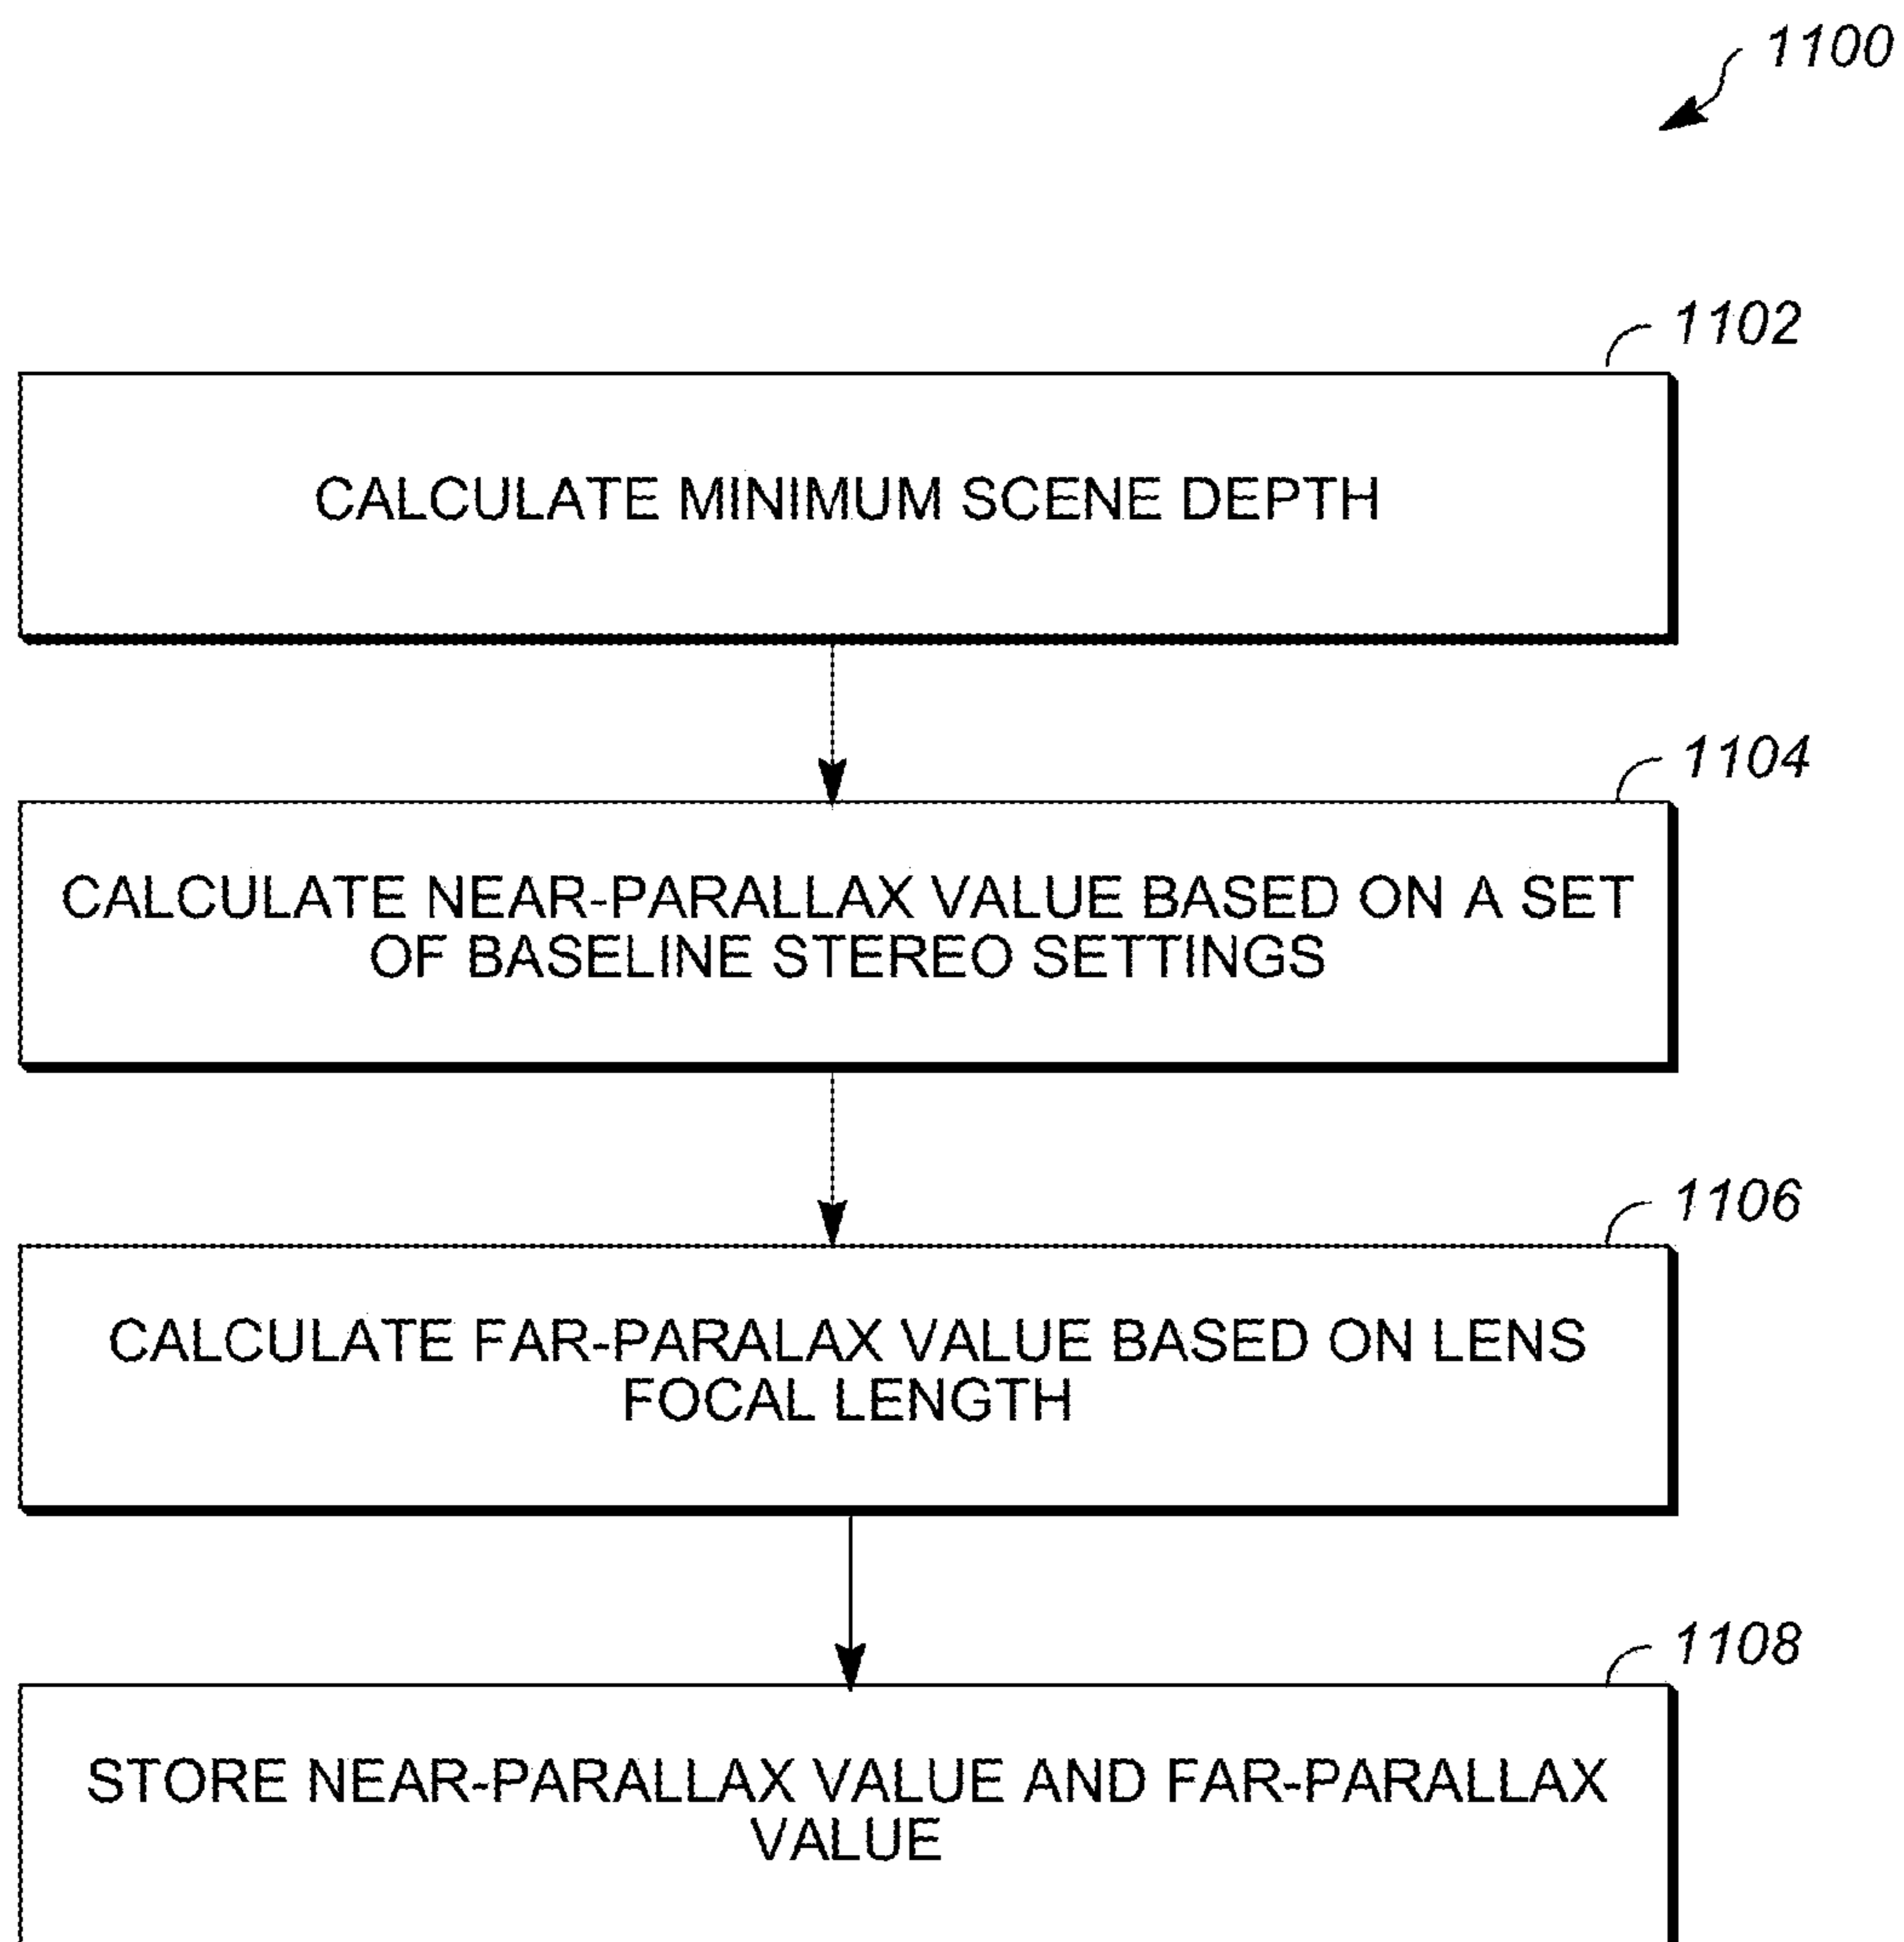 1100
1102
CALCULATE MINIMUM SCENE DEPTH
1104
CALCULATE NEAR-PARALLAX VALUE BASED ON A SET
OF BASELINE STEREO SETTINGS
1106
CALCULATE FAR-PARALAX VALUE BASED ON LENS
FOCAL LENGTH
1108
STORE NEAR-PARALLAX VALUE AND FAR-PARALLAX
VALUE